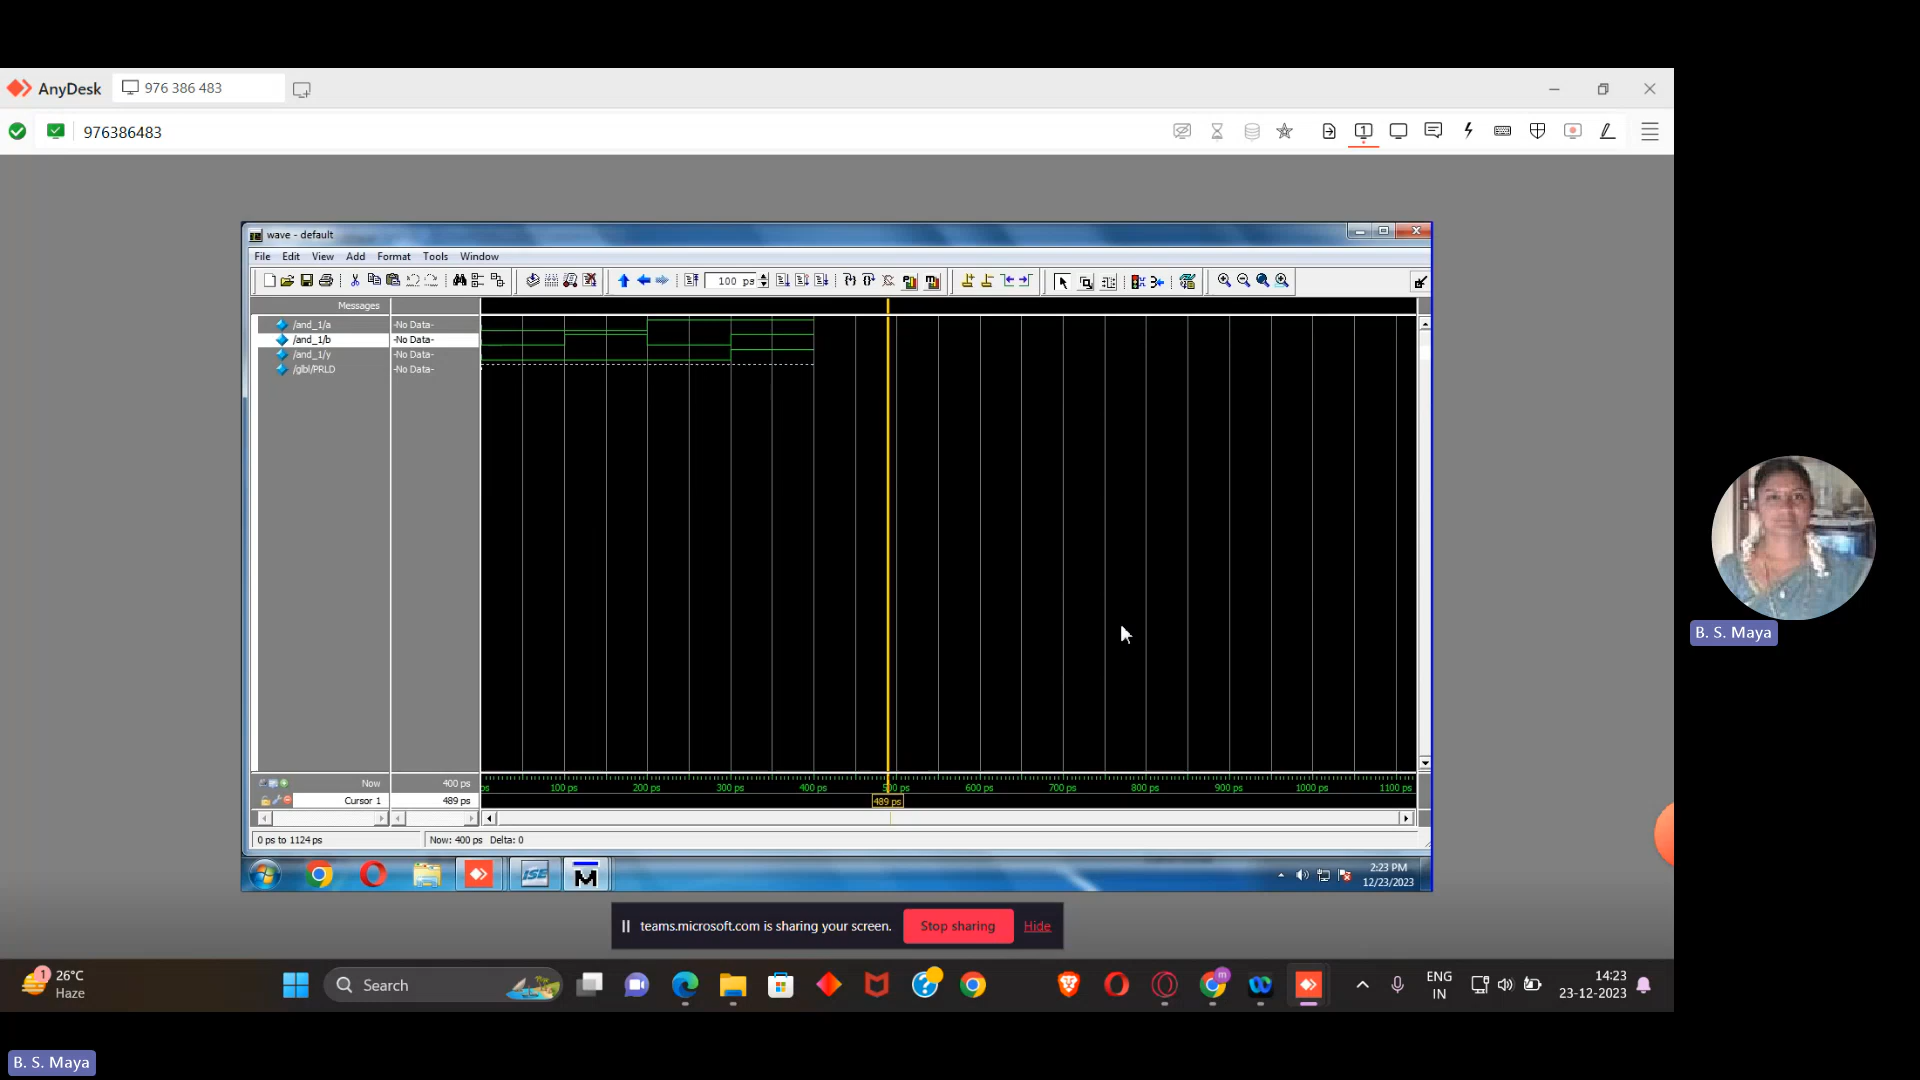 AnyDesk
976 386 483
976386483
1
wave - default
File Edit View Add Format Tools Window
100 ps
Messages
/and_1/a -No Data-
/and_1/b -No Data-
/and_1/y -No Data-
/glbl/PRLD -No Data-
Now 400 ps
100 ps 200 ps 300 ps 400 ps 600 ps 700 ps 800 ps 900 ps 1000 ps 1100 ps
Cursor 1 489 ps
489 ps
0 ps to 1124 ps
Now: 400 ps Delta: 0
ISE
M
2:23 PM
12/23/2023
teams.microsoft.com is sharing your screen.
Stop sharing
Hide
B. S. Maya
1
26°C
Haze
Search
m
ENG
IN
14:23
23-12-2023
B. S. Maya